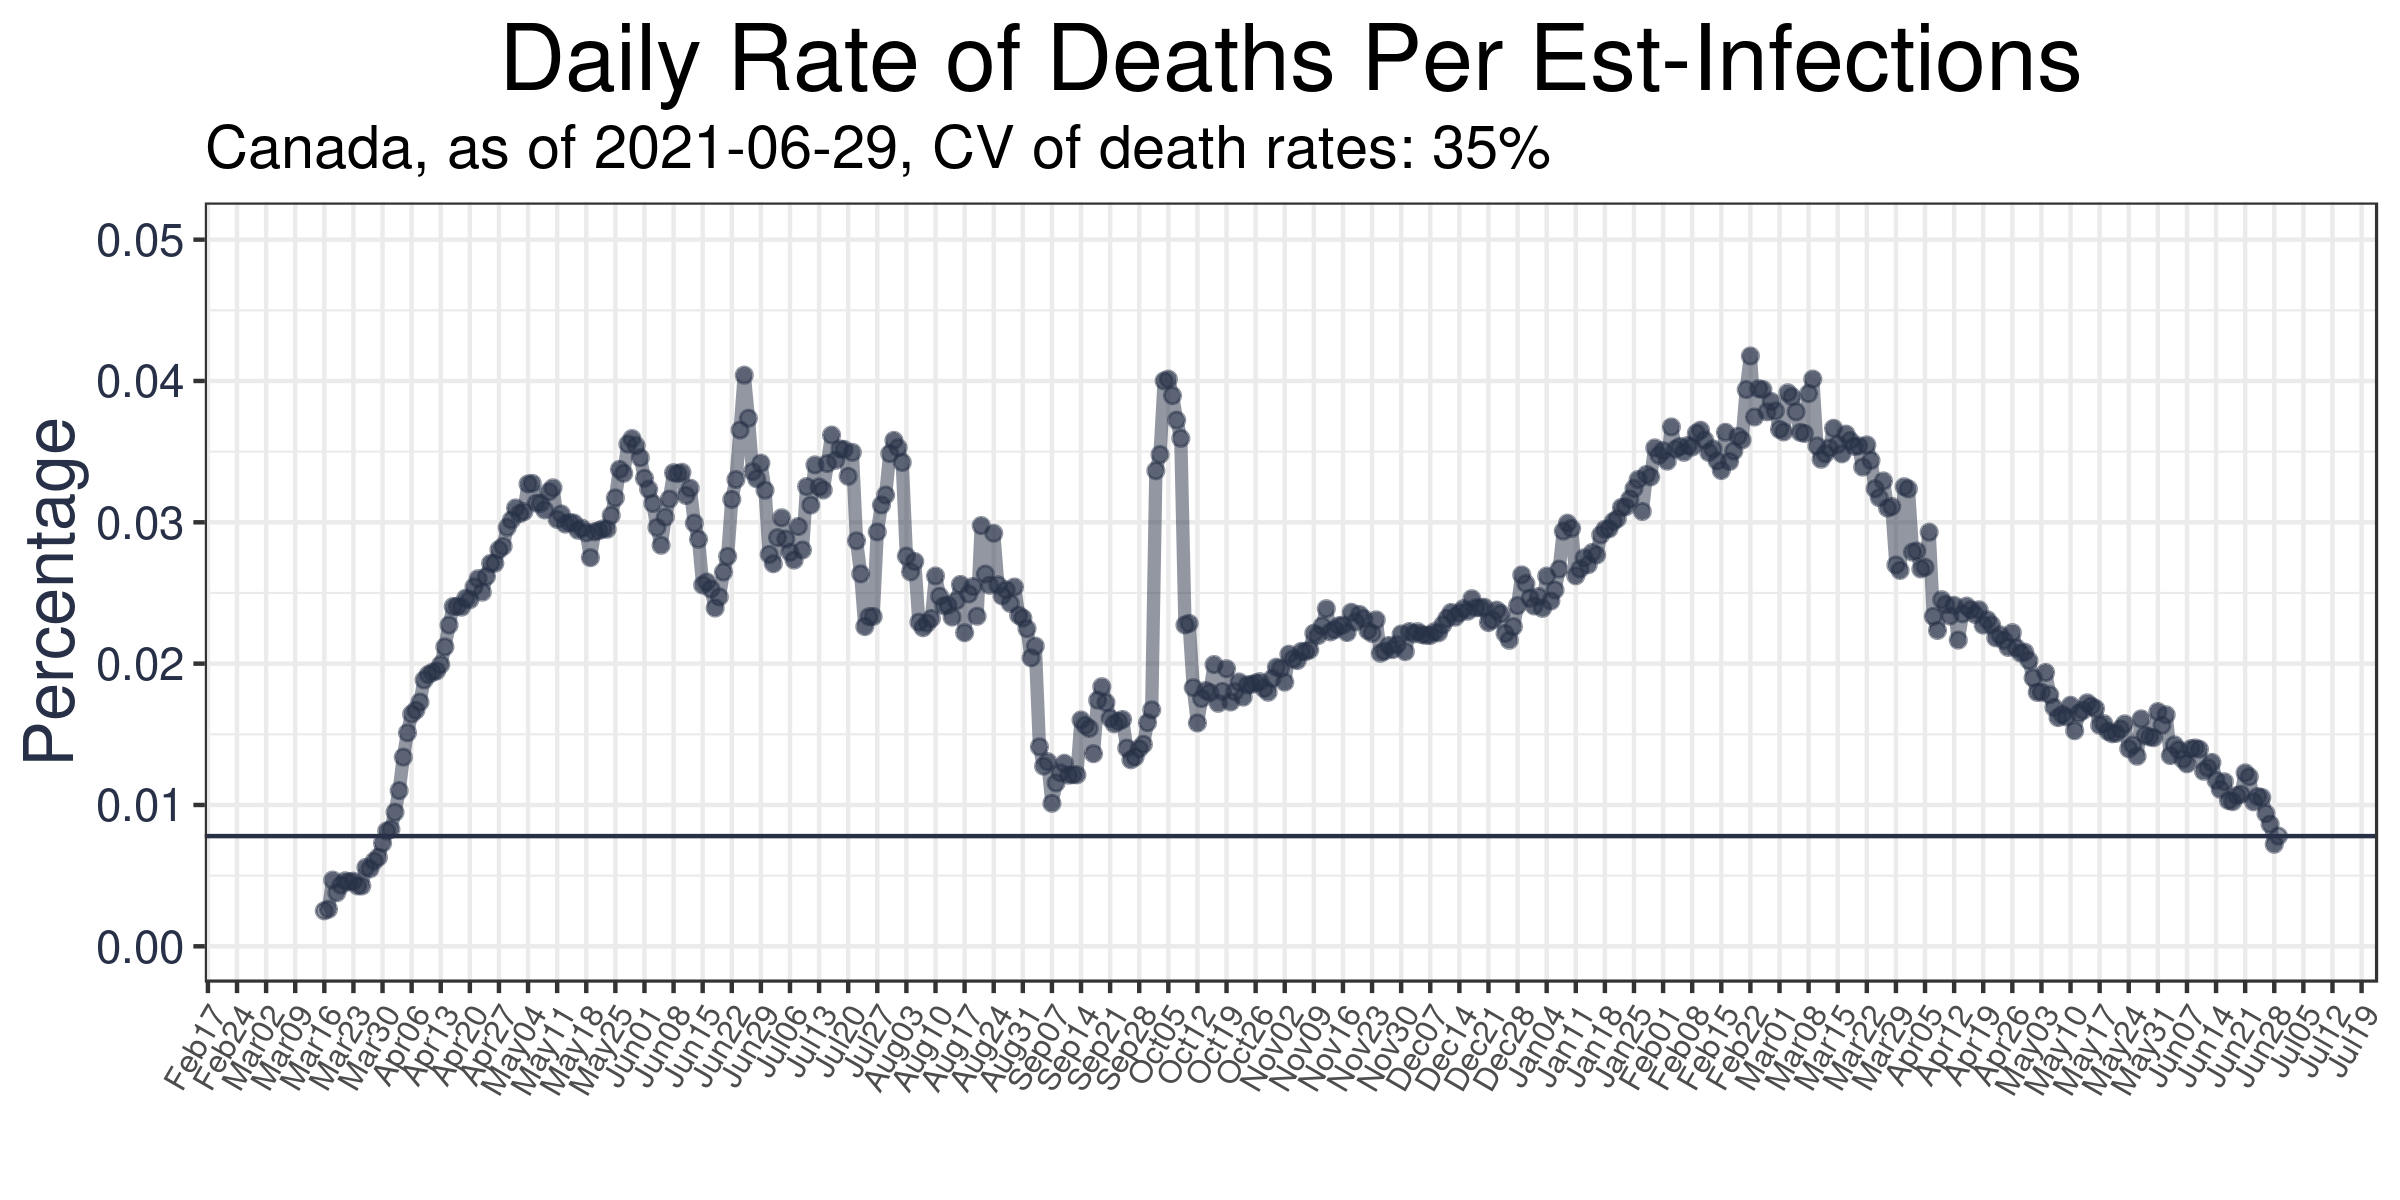 Daily Rate of Deaths Per Est-Infections
Canada, as of 2021-06-29, CV of death rates: 35%
Percentage
0.05
0.04
0.03
0.02
0.01
0.00
Feb17 Feb24 Mar02 Mar09 Mar16 Mar23 Mar30 Apr06 Apr13 Apr20 Apr27 May04 May11 May18 May25 Jun01 Jun08 Jun15 Jun22 Jun29 Jul06 Jul13 Jul20 Jul27 Aug03 Aug10 Aug17 Aug24 Aug31 Sep07 Sep14 Sep21 Sep28 Oct05 Oct12 Oct19 Oct26 Nov02 Nov09 Nov16 Nov23 Nov30 Dec07 Dec14 Dec21 Dec28 Jan04 Jan11 Jan18 Jan25 Feb01 Feb08 Feb15 Feb22 Mar01 Mar08 Mar15 Mar22 Mar29 Apr05 Apr12 Apr19 Apr26 May03 May10 May17 May24 May31 Jun07 Jun14 Jun21 Jun28 Jul05 Jul12 Jul19